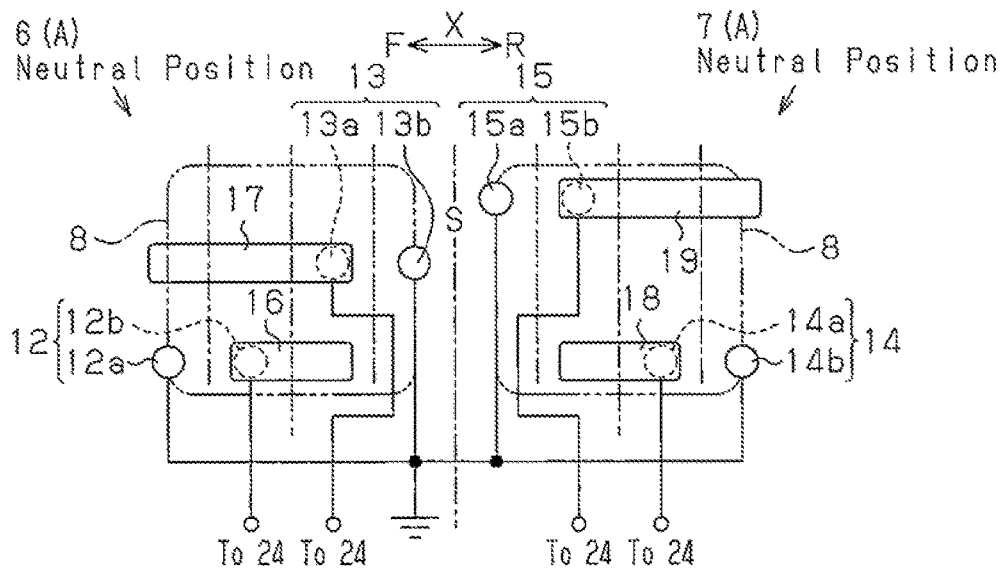 6 (A)
Neutral Position
F X R
7 (A)
Neutral Position
13 15
13a 13b 15a 15b
17
S
8
19
8
16
18
12 12b
12a
14a 14
14b
To 24 To 24 To 24 To 24